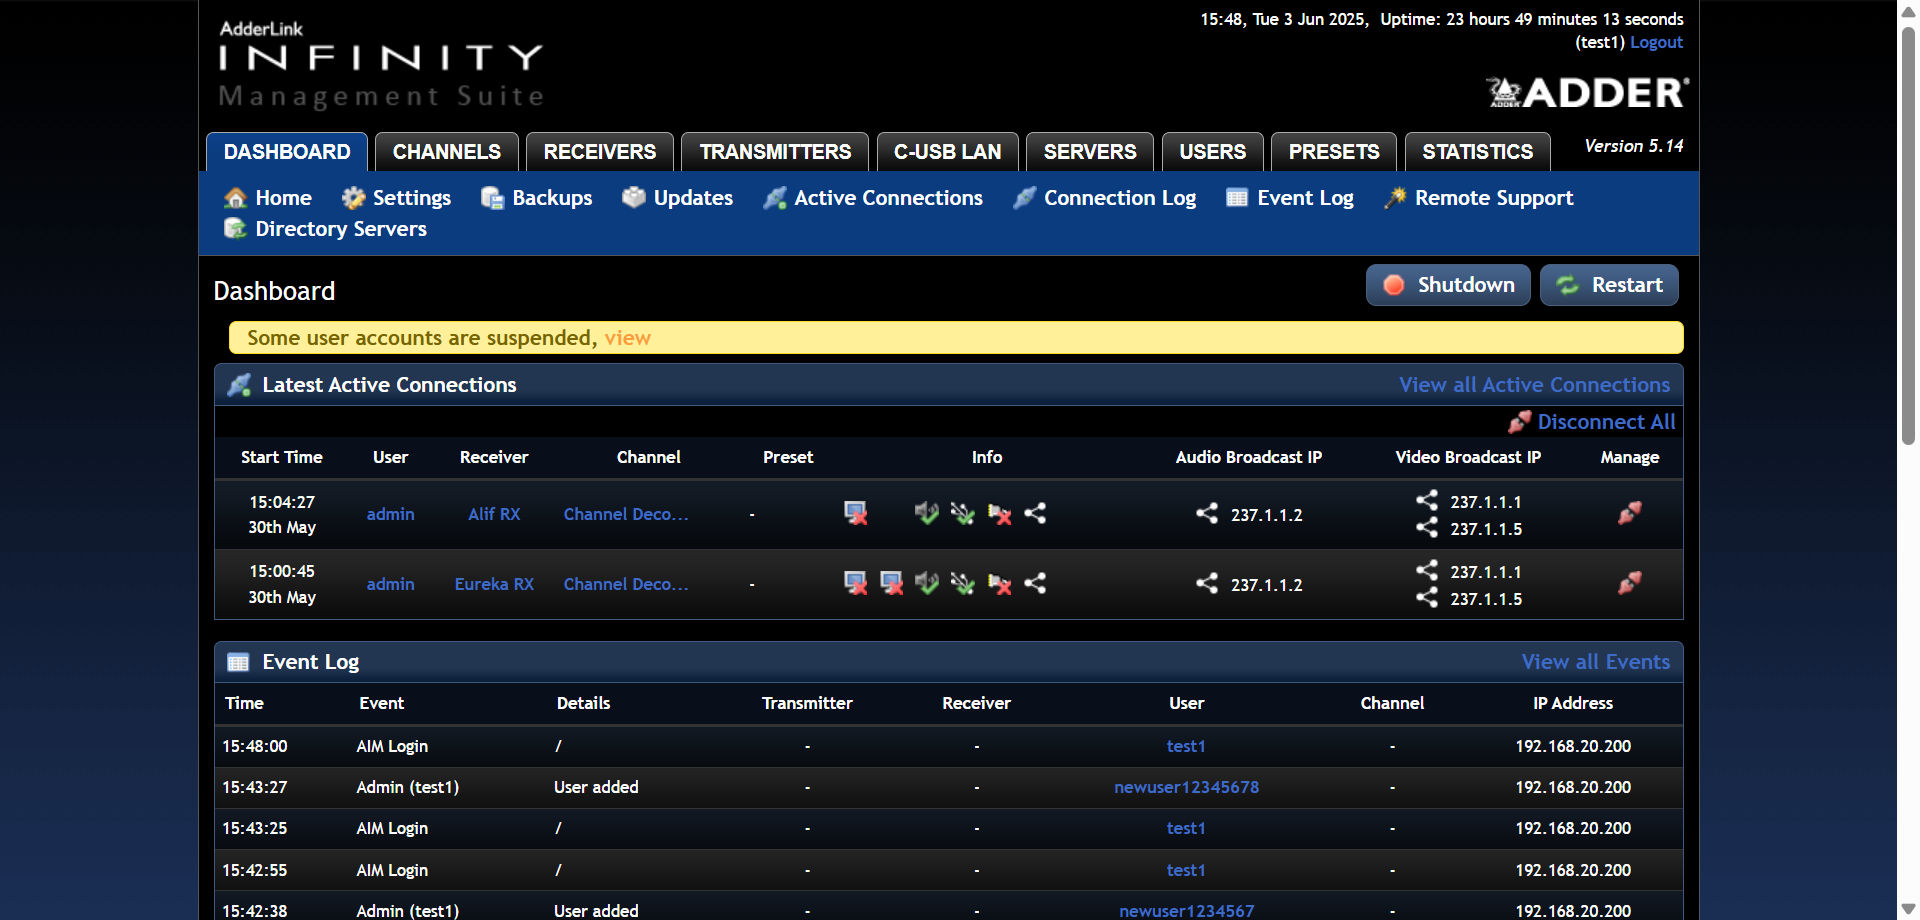 AdderLink
INFINITY
Management Suite
15:48, Tue 3 Jun 2025, Uptime: 23 hours 49 minutes 13 seconds
(test1) Logout
ADDER
ADDER®
DASHBOARD CHANNELS RECEIVERS TRANSMITTERS C-USB LAN SERVERS USERS PRESETS STATISTICS Version 5.14
Home Settings Backups Updates Active Connections Connection Log Event Log Remote Support
Directory Servers
Dashboard Shutdown Restart
Some user accounts are suspended, view
Latest Active Connections View all Active Connections
Disconnect All
Start Time User Receiver Channel Preset Info Audio Broadcast IP Video Broadcast IP Manage
15:04:27
30th May
admin Alif RX Channel Deco... - 237.1.1.2
237.1.1.1
237.1.1.5
15:00:45
30th May
admin Eureka RX Channel Deco... - 237.1.1.2
237.1.1.1
237.1.1.5
Event Log View all Events
Time Event Details Transmitter Receiver User Channel IP Address
15:48:00 AIM Login / - - test1 - 192.168.20.200
15:43:27 Admin (test1) User added - - newuser12345678 - 192.168.20.200
15:43:25 AIM Login / - - test1 - 192.168.20.200
15:42:55 AIM Login / - - test1 - 192.168.20.200
15:42:38 Admin (test1) User added - - newuser1234567 - 192.168.20.200